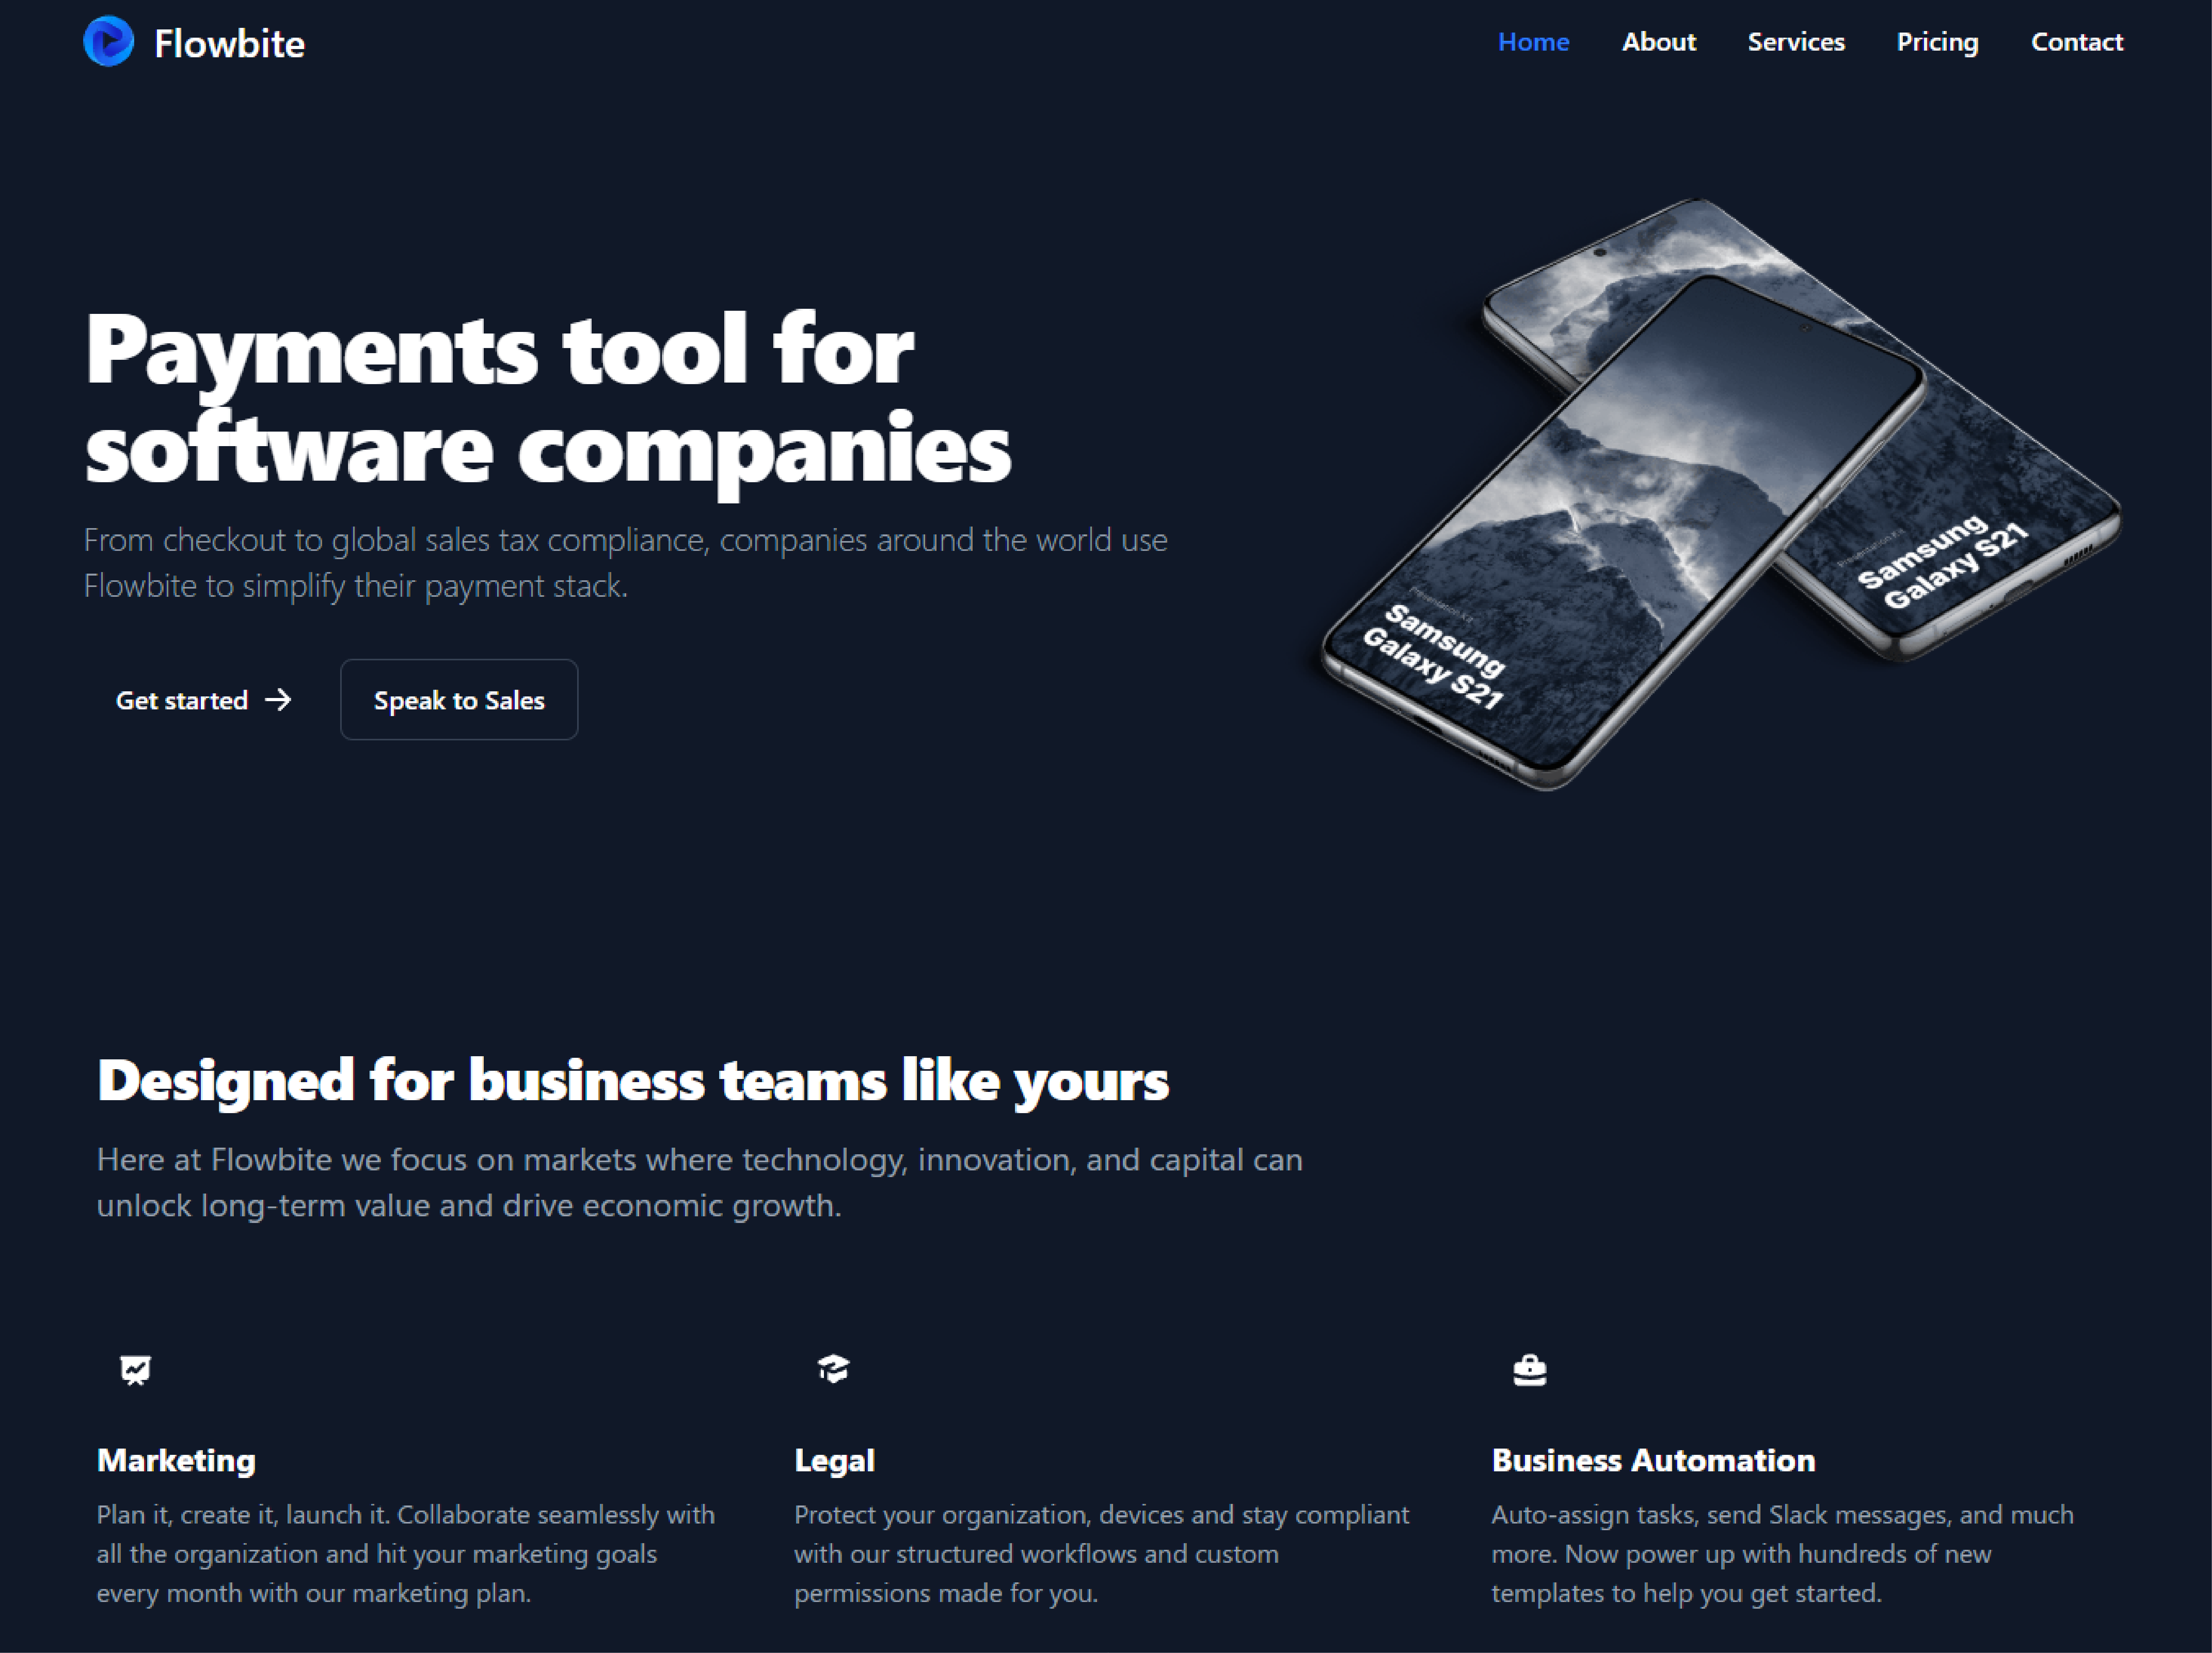 Flowbite
Home About Services Pricing Contact
Payments tool for
software companies
From checkout to global sales tax compliance, companies around the world use
Flowbite to simplify their payment stack.
Get started
Speak to Sales
Presentation Kit
Samsung
Galaxy S21
Presentation Kit
Samsung
Galaxy S21
Designed for business teams like yours
Here at Flowbite we focus on markets where technology, innovation, and capital can
unlock long-term value and drive economic growth.
Marketing
Plan it, create it, launch it. Collaborate seamlessly with
all the organization and hit your marketing goals
every month with our marketing plan.
Legal
Protect your organization, devices and stay compliant
with our structured workflows and custom
permissions made for you.
Business Automation
Auto-assign tasks, send Slack messages, and much
more. Now power up with hundreds of new
templates to help you get started.